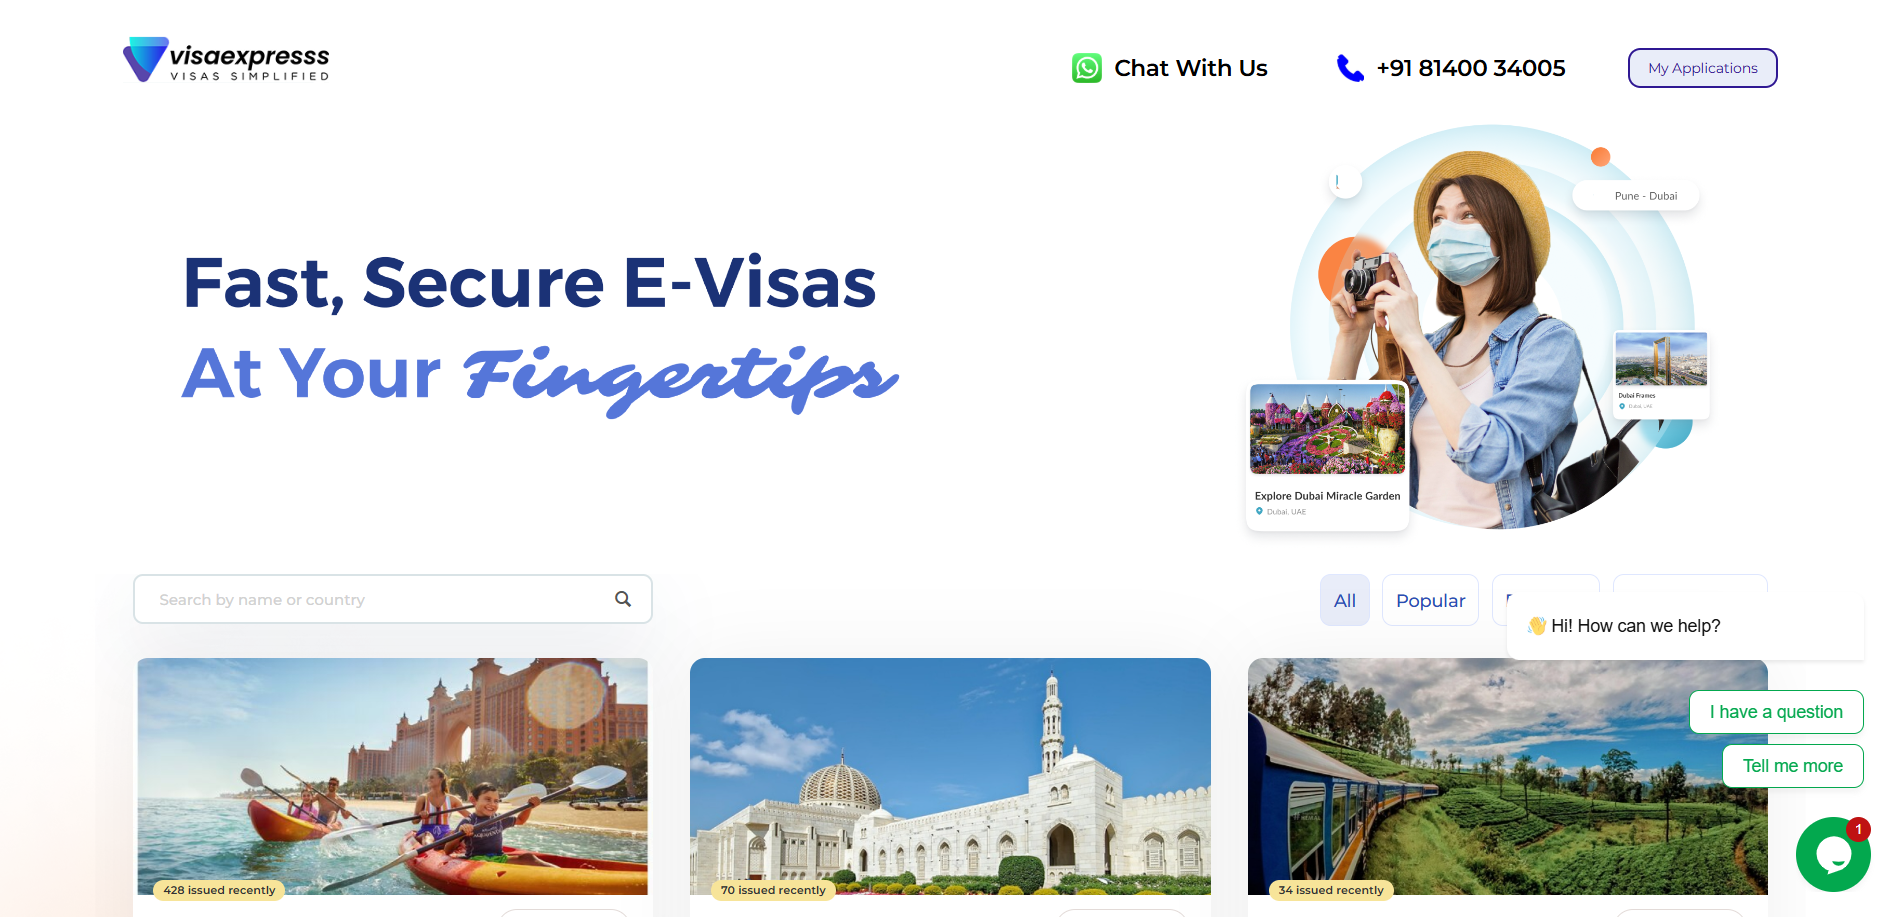 visaexpresss
VISAS SIMPLIFIED
Chat With Us
+91 81400 34005
My Applications
Fast, Secure E-Visas
At Your Fingertips
Pune - Dubai
Dubai Frames
Dubai, UAE
Explore Dubai Miracle Garden
Dubai, UAE
Search by name or country
All
Popular
👋 Hi! How can we help?
I have a question
Tell me more
1
428 issued recently
70 issued recently
34 issued recently